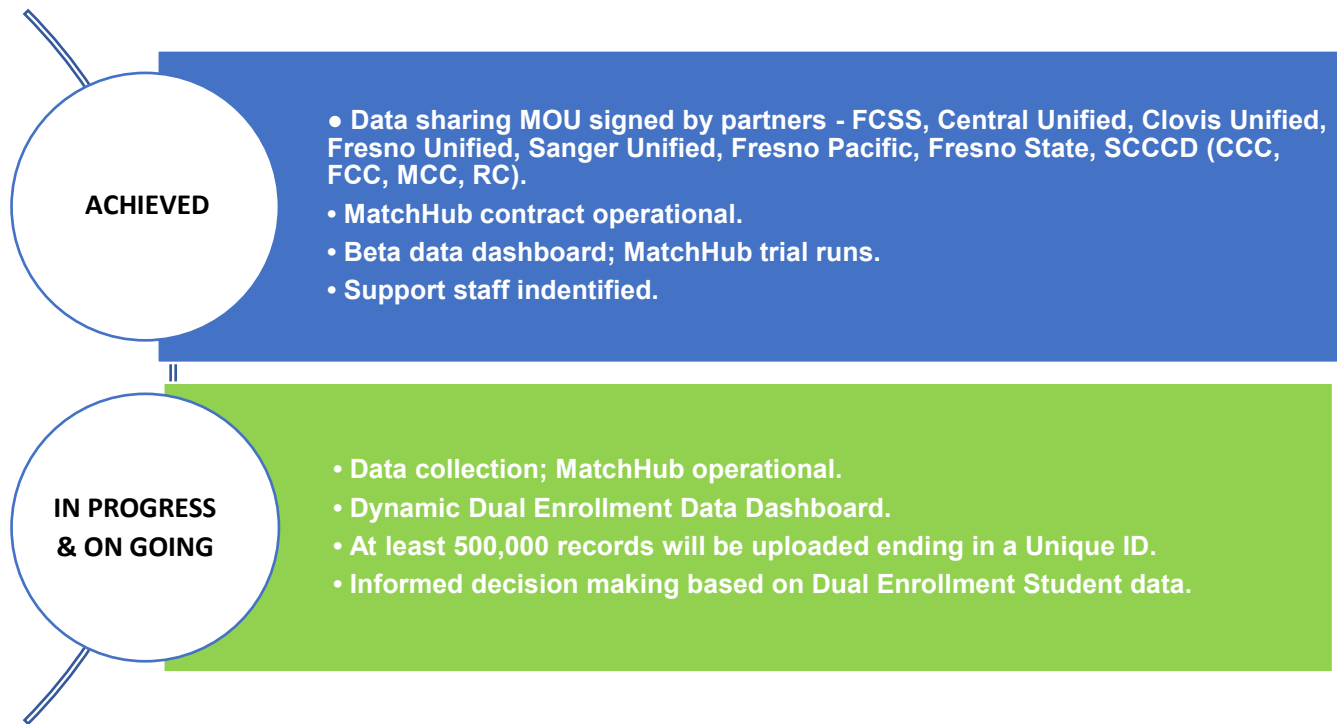 ACHIEVED
● Data sharing MOU signed by partners - FCSS, Central Unified, Clovis Unified,
Fresno Unified, Sanger Unified, Fresno Pacific, Fresno State, SCCCD (CCC,
FCC, MCC, RC).
• MatchHub contract operational.
• Beta data dashboard; MatchHub trial runs.
• Support staff indentified.
IN PROGRESS
& ON GOING
• Data collection; MatchHub operational.
• Dynamic Dual Enrollment Data Dashboard.
• At least 500,000 records will be uploaded ending in a Unique ID.
• Informed decision making based on Dual Enrollment Student data.